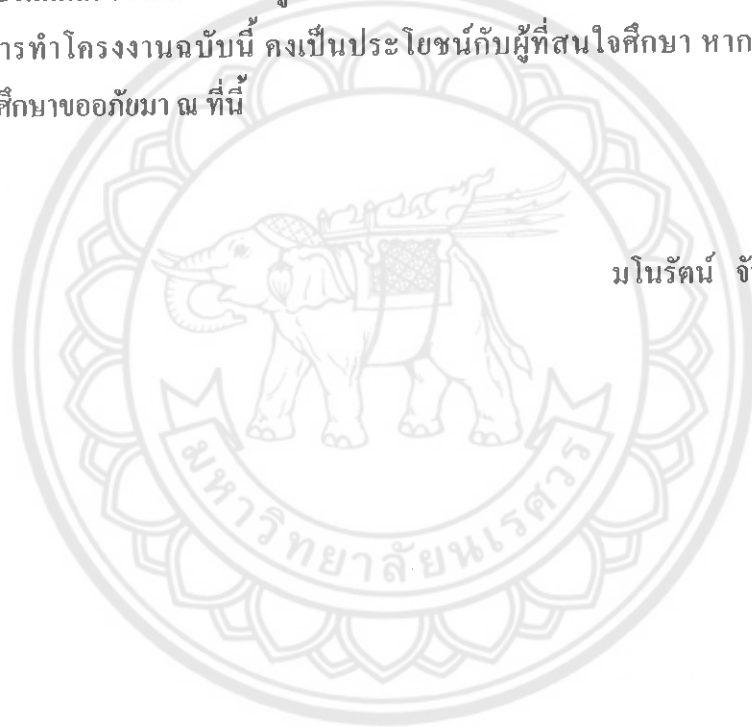 การทำโครงงานฉบับนี้ คงเป็นประโยชน์กับผู้ที่สนใจศึกษา หาก
ศึกษาขออภัยมา ณ ที่นี้
มโนรัตน์
มหาวิทยาลัยนเรศวร